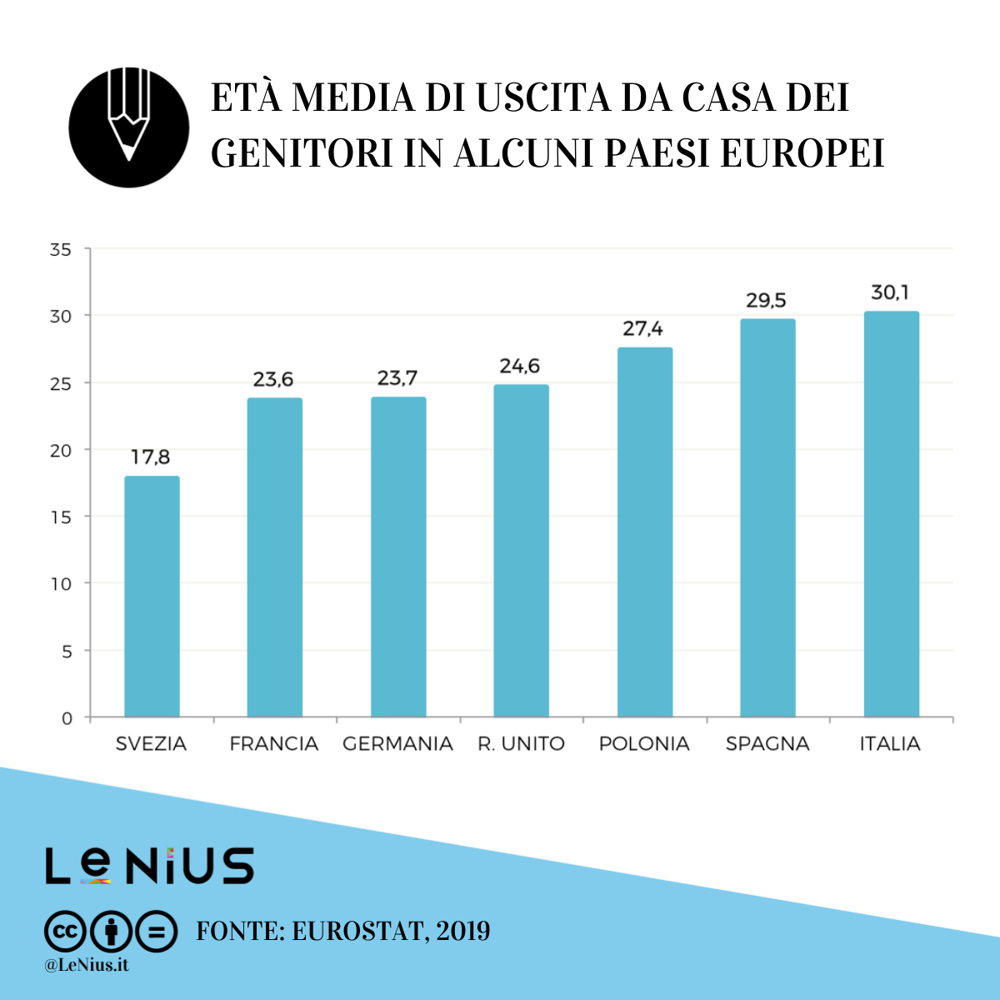 ETÀ MEDIA DI USCITA DA CASA DEI
GENITORI IN ALCUNI PAESI EUROPEI
35
30
25
20
15
10
5
0
17,8
23,6
23,7
24,6
27,4
29,5
30,1
SVEZIA
FRANCIA
GERMANIA
R. UNITO
POLONIA
SPAGNA
ITALIA
LeNiUS
cc =
FONTE: EUROSTAT, 2019
@LeNius.it